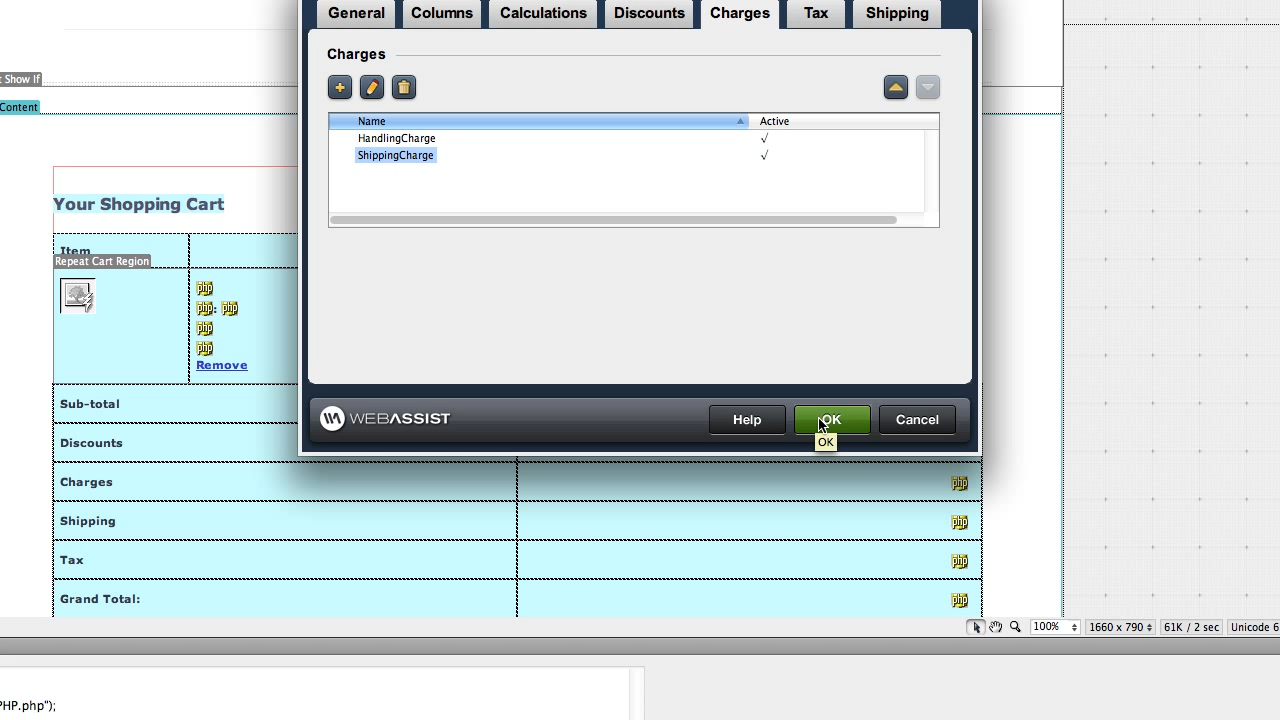 General Columns Calculations Discounts Charges Tax Shipping
Charges
Name Active
HandlingCharge √
ShippingCharge √
WEBASSIST Help OK Cancel
OK
t Show If
Content
Your Shopping Cart
Item
Repeat Cart Region
php
php: php
php
php
Remove
Sub-total
Discounts
Charges php
Shipping php
Tax php
Grand Total: php
100% 1660 x 790 61K / 2 sec Unicode 6
PHP.php");